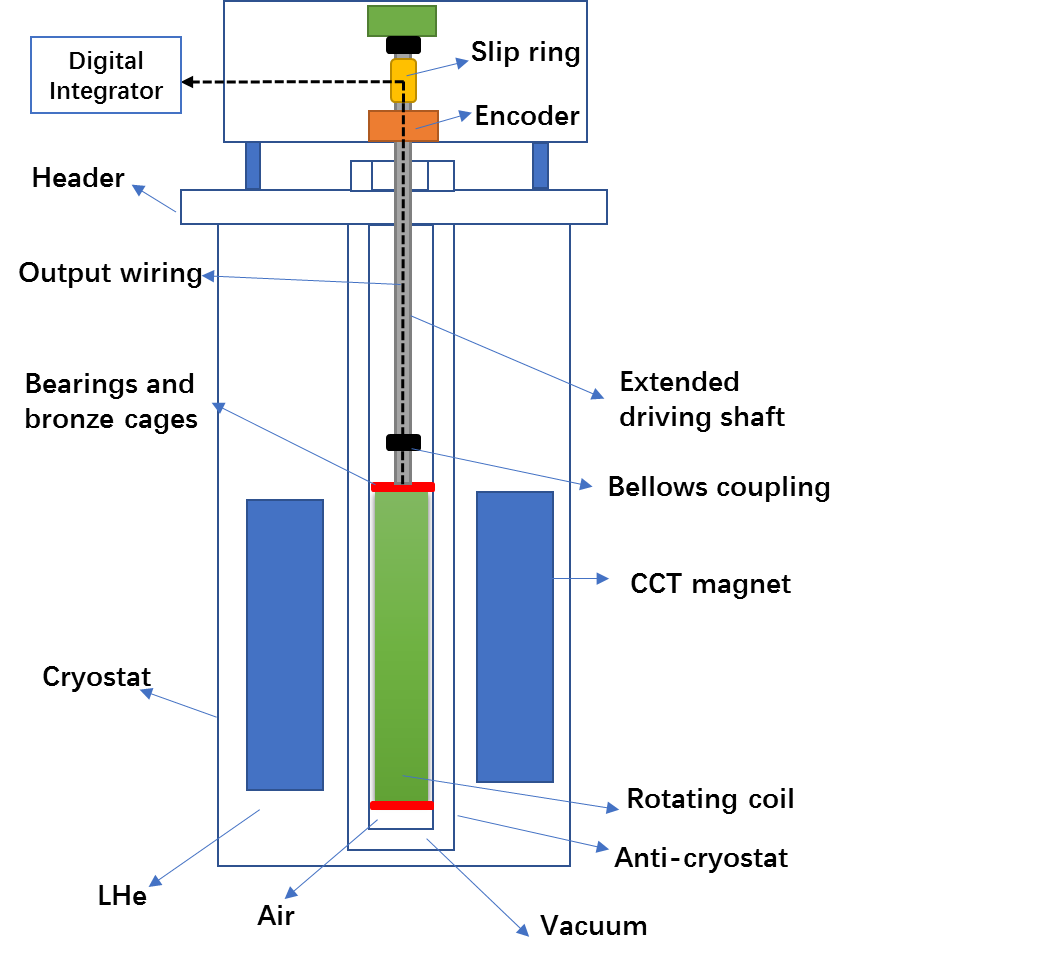 Slip ring
Digital
Integrator
Encoder
Header
Output wiring
Bearings and
bronze cages
Extended
driving shaft
Bellows coupling
CCT magnet
Cryostat
Rotating coil
Anti-cryostat
LHe
Air
Vacuum